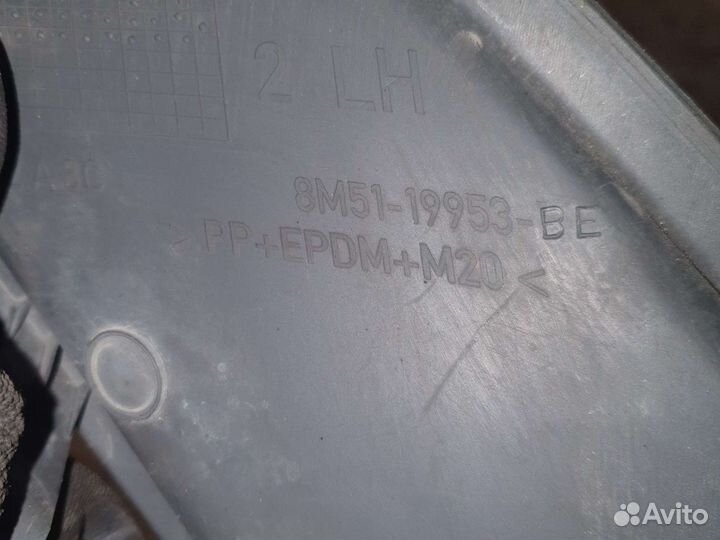 2 LH
8M51-19953-BE
>PP+EPDM+M20<
Avito